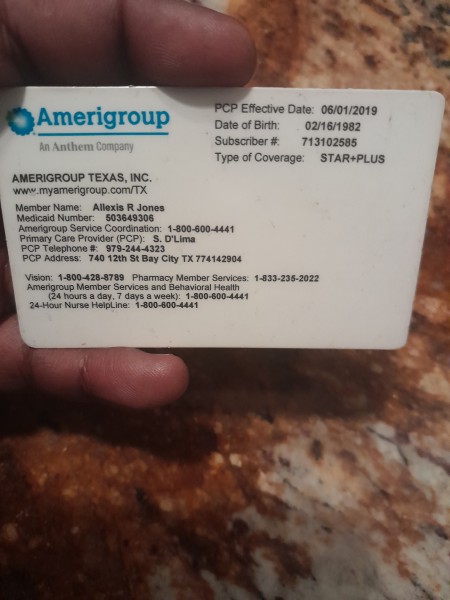 Amerigroup
An Anthem Company
PCP Effective Date: 06/01/2019
Date of Birth: 02/16/1982
Subscriber #: 713102585
Type of Coverage: STAR+PLUS
AMERIGROUP TEXAS, INC.
www.myamerigroup.com/TX
Member Name: Allexis R Jones
Medicaid Number: 503649306
Amerigroup Service Coordination: 1-800-600-4441
Primary Care Provider (PCP): S. D'Lima
PCP Telephone #: 979-244-4323
PCP Address: 740 12th St Bay City TX 774142904
Vision: 1-800-428-8789 Pharmacy Member Services: 1-833-235-2022
Amerigroup Member Services and Behavioral Health
(24 hours a day, 7 days a week): 1-800-600-4441
24-Hour Nurse HelpLine: 1-800-600-4441